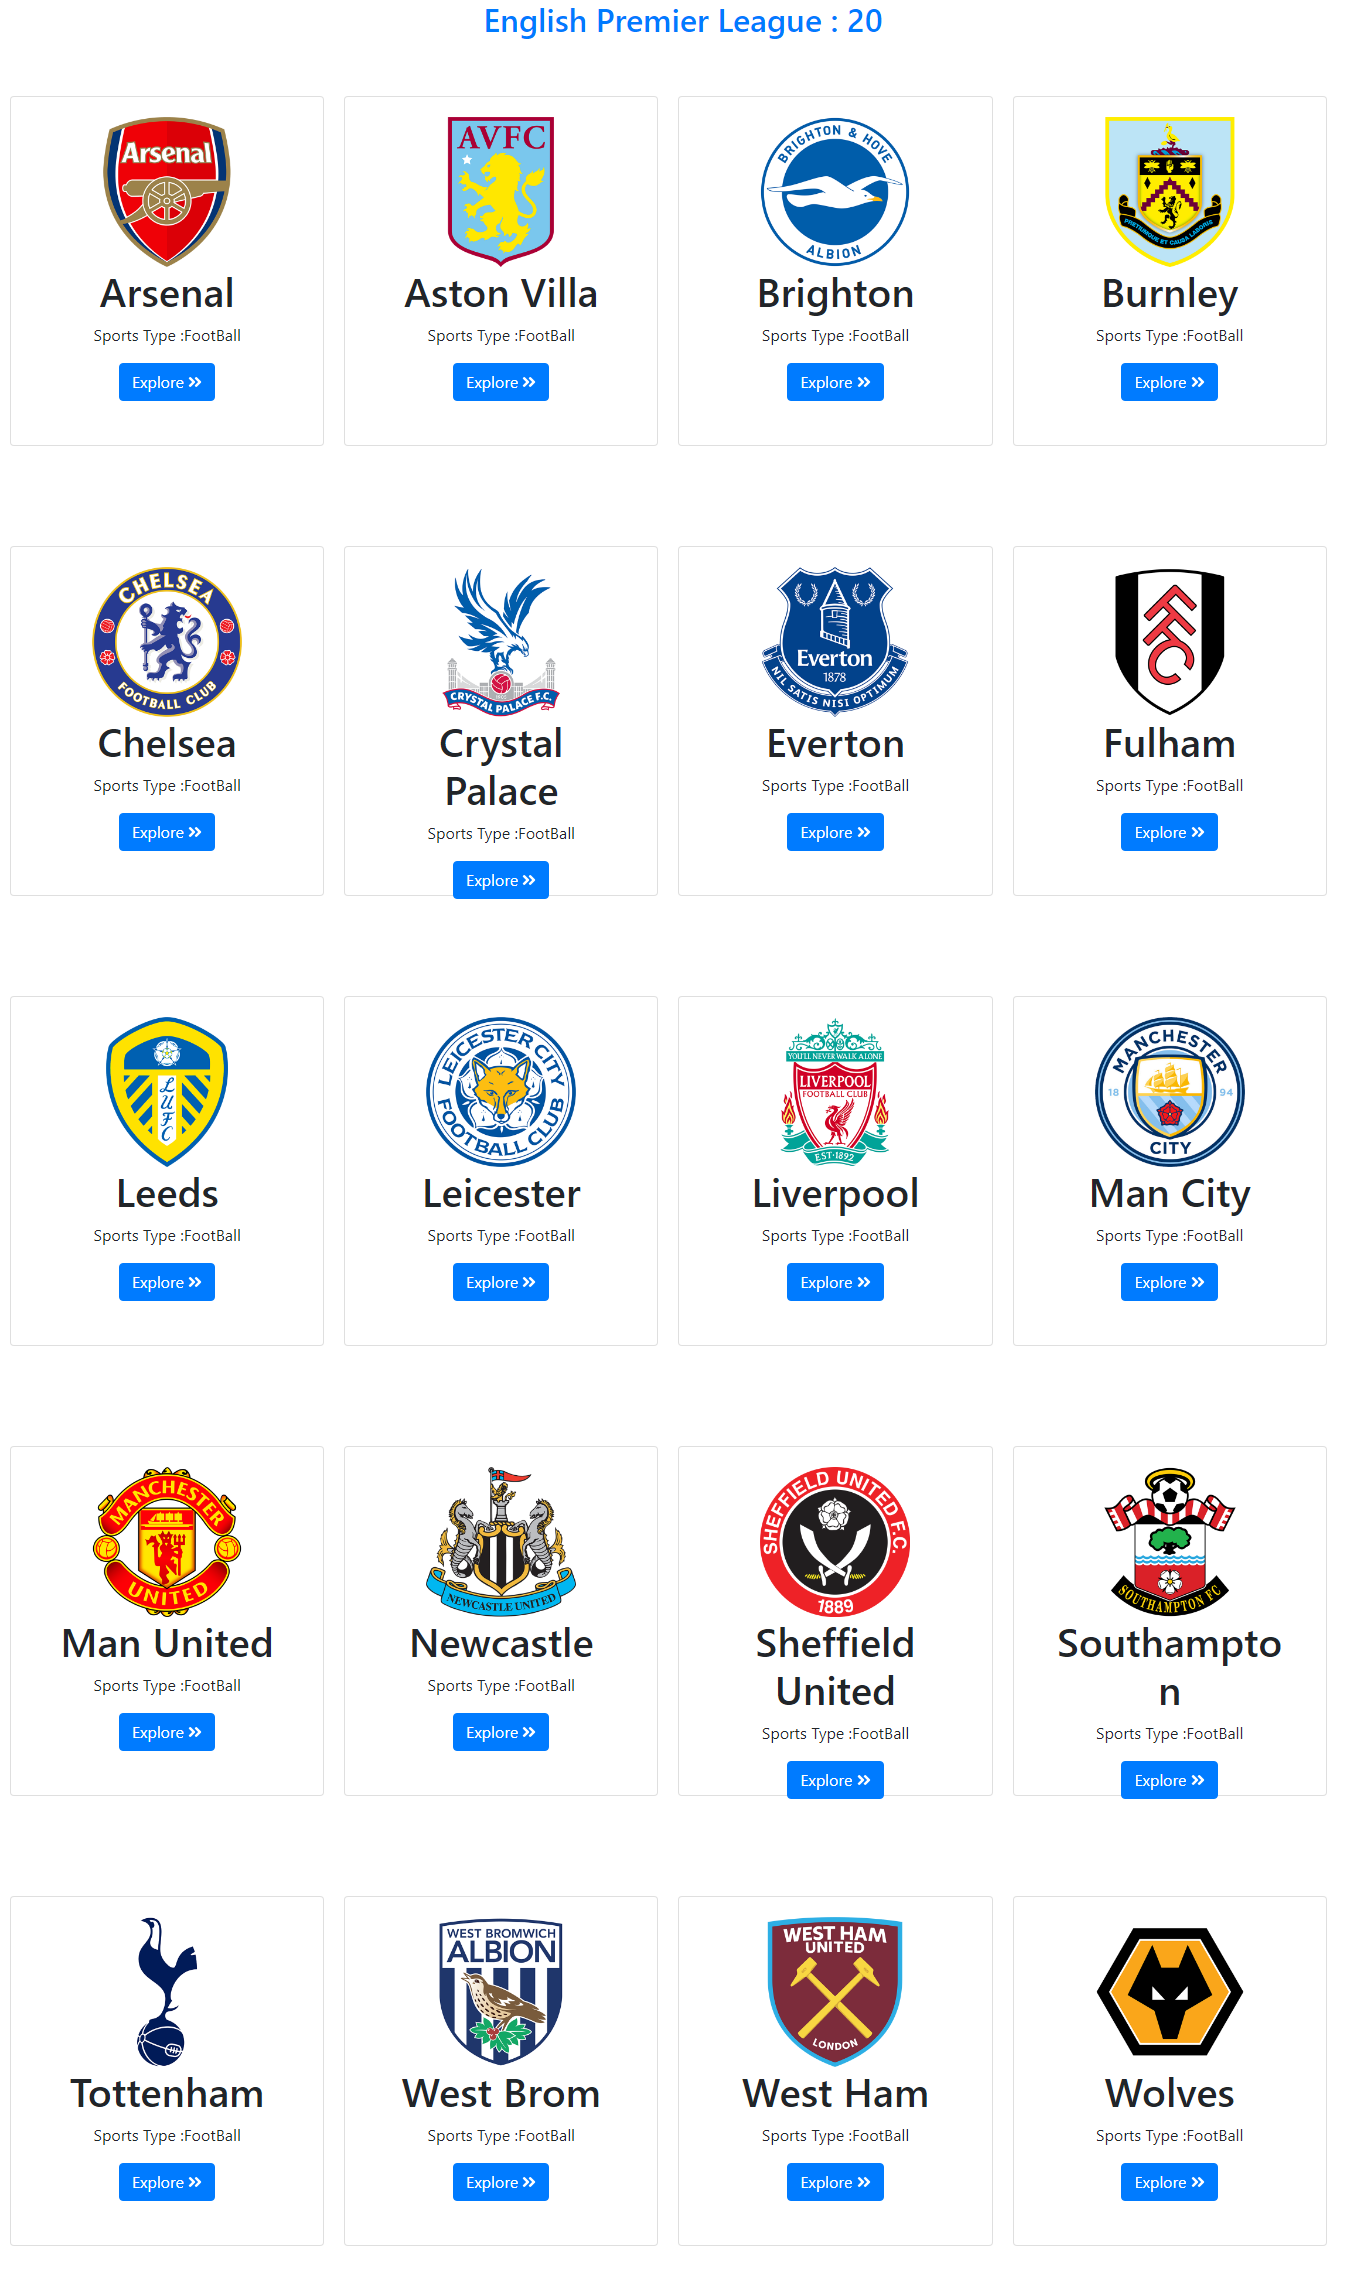 English Premier League : 20
Arsenal
AVFC
BRIGHTON & HOVE
ALBION
PRETIUMQUE ET CAUSA LABORIS
Arsenal
Aston Villa
Brighton
Burnley
Sports Type :FootBall
Sports Type :FootBall
Sports Type :FootBall
Sports Type :FootBall
Explore »
Explore »
Explore »
Explore »
CHELSEA
FOOTBALL CLUB
CRYSTAL PALACE F.C.
Everton
1878
NIL SATIS NISI OPTIMUM
FFC
Chelsea
Crystal
Palace
Everton
Fulham
Sports Type :FootBall
Sports Type :FootBall
Sports Type :FootBall
Sports Type :FootBall
Explore »
Explore »
Explore »
Explore »
LUFC
LEICESTER CITY
FOOTBALL CLUB
YOU'LL NEVER WALK ALONE
LIVERPOOL
FOOTBALL CLUB
EST·1892
MANCHESTER
18 94
CITY
Leeds
Leicester
Liverpool
Man City
Sports Type :FootBall
Sports Type :FootBall
Sports Type :FootBall
Sports Type :FootBall
Explore »
Explore »
Explore »
Explore »
MANCHESTER
UNITED
NEWCASTLE UNITED
SHEFFIELD UNITED F.C.
1889
SOUTHAMPTON FC
Man United
Newcastle
Sheffield
United
Southampto
n
Sports Type :FootBall
Sports Type :FootBall
Sports Type :FootBall
Sports Type :FootBall
Explore »
Explore »
Explore »
Explore »
WEST BROMWICH
ALBION
WEST HAM
UNITED
LONDON
Tottenham
West Brom
West Ham
Wolves
Sports Type :FootBall
Sports Type :FootBall
Sports Type :FootBall
Sports Type :FootBall
Explore »
Explore »
Explore »
Explore »